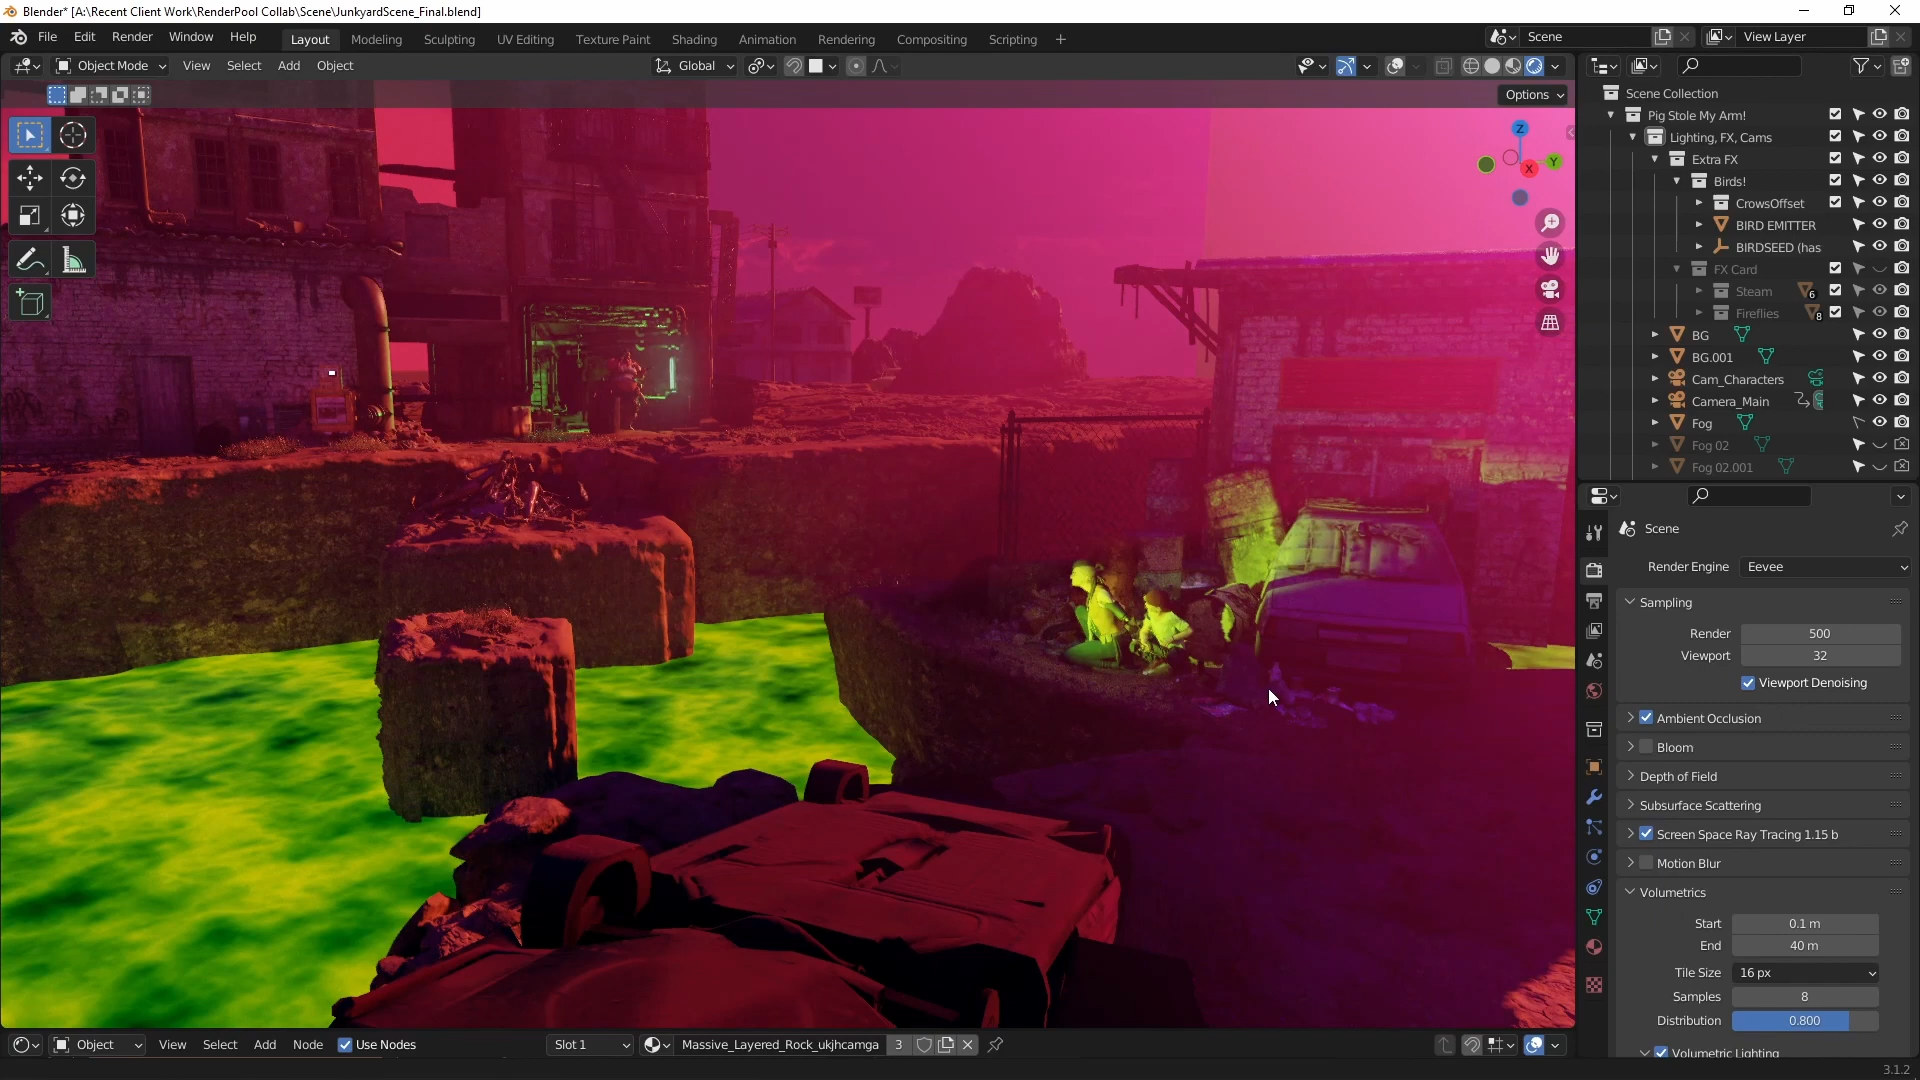 Blender* [A:\Recent Client Work\RenderPool Collab\Scene\JunkyardScene_Final.blend]
File Edit Render Window Help Layout Modeling Sculpting UV Editing Texture Paint Shading Animation Rendering Compositing Scripting + Scene View Layer
Object Mode View Select Add Object Global
Options
Z
Y
X
Scene Collection
Pig Stole My Arm!
Lighting, FX, Cams
Extra FX
Birds!
CrowsOffset
BIRD EMITTER
BIRDSEED (has
FX Card
Steam 6
Fireflies 8
BG
BG.001
Cam_Characters
Camera_Main
Fog
Fog 02
Fog 02.001
Scene
Render Engine Eevee
Sampling
Render 500
Viewport 32
Viewport Denoising
Ambient Occlusion
Bloom
Depth of Field
Subsurface Scattering
Screen Space Ray Tracing 1.15 b
Motion Blur
Volumetrics
Start 0.1 m
End 40 m
Tile Size 16 px
Samples 8
Distribution 0.800
Volumetric Lighting
Object View Select Add Node Use Nodes Slot 1 Massive_Layered_Rock_ukjhcamga 3
3.1.2